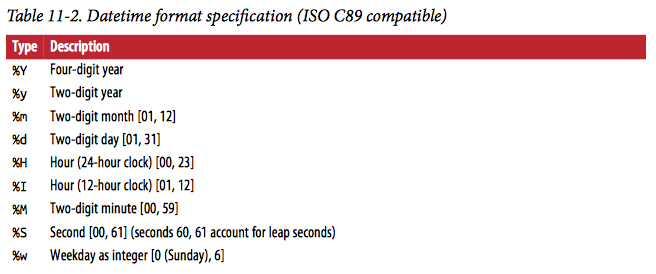 Table 11-2. Datetime format specification (ISO C89 compatible)
Type Description
%Y Four-digit year
%y Two-digit year
%m Two-digit month [01, 12]
%d Two-digit day [01, 31]
%H Hour (24-hour clock) [00, 23]
%I Hour (12-hour clock) [01, 12]
%M Two-digit minute [00, 59]
%S Second [00, 61] (seconds 60, 61 account for leap seconds)
%w Weekday as integer [0 (Sunday), 6]